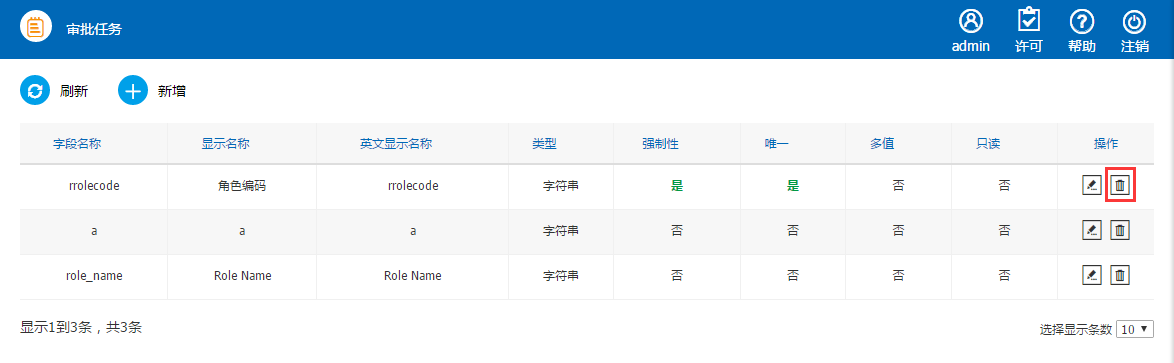 审批任务
admin 许可 帮助 注销
刷新 新增
字段名称 显示名称 英文显示名称 类型 强制性 唯一 多值 只读 操作
rrolecode 角色编码 rrolecode 字符串 是 是 否 否
a a a 字符串 否 否 否 否
role_name Role Name Role Name 字符串 否 否 否 否
显示1到3条，共3条
选择显示条数 10